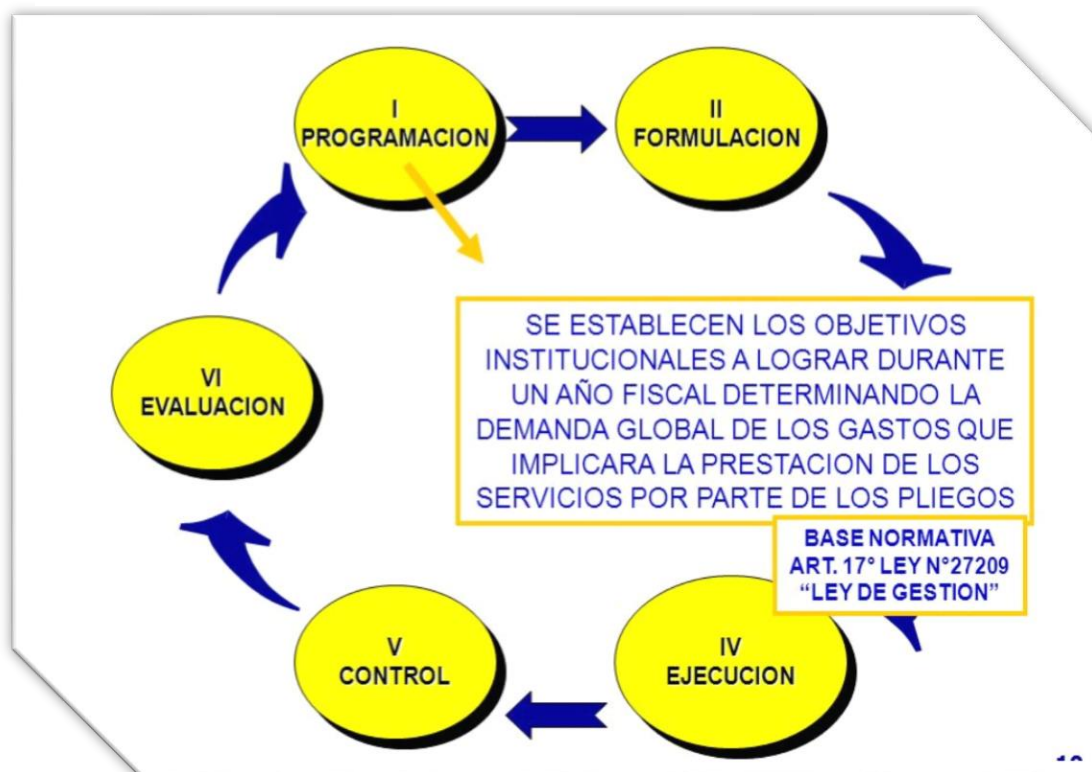 I
PROGRAMACION
II
FORMULACION
SE ESTABLECEN LOS OBJETIVOS
INSTITUCIONALES A LOGRAR DURANTE
UN AÑO FISCAL DETERMINANDO LA
DEMANDA GLOBAL DE LOS GASTOS QUE
IMPLICARA LA PRESTACION DE LOS
SERVICIOS POR PARTE DE LOS PLIEGOS
BASE NORMATIVA
ART. 17° LEY N°27209
“LEY DE GESTION”
IV
EJECUCION
V
CONTROL
VI
EVALUACION